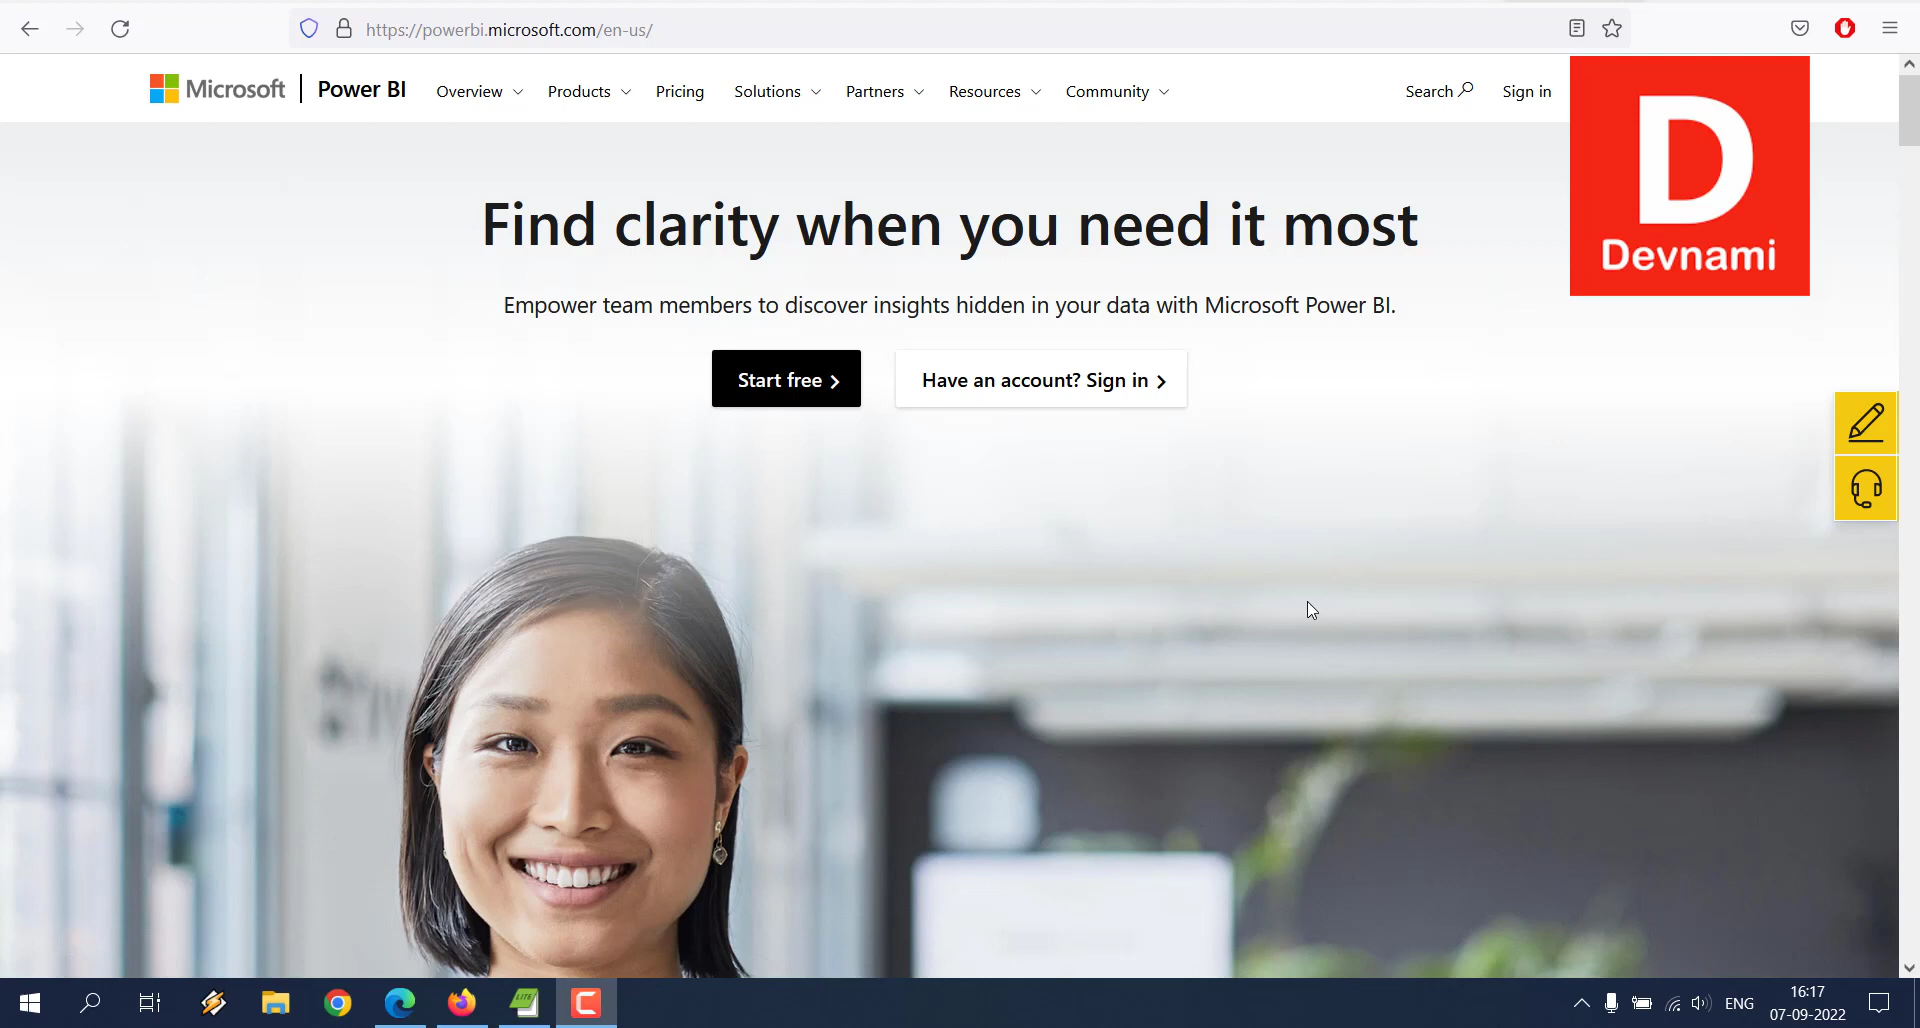 https://powerbi.microsoft.com/en-us/
Microsoft Power BI Overview Products Pricing Solutions Partners Resources Community Search Sign in
D
Devnami
Find clarity when you need it most
Empower team members to discover insights hidden in your data with Microsoft Power BI.
Start free Have an account? Sign in
LITE
ENG
16:17
07-09-2022